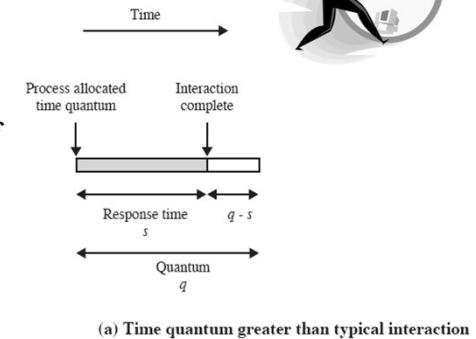 Time
Process allocated
time quantum
Interaction
complete
Response time
s
q - s
Quantum
q
(a) Time quantum greater than typical interaction